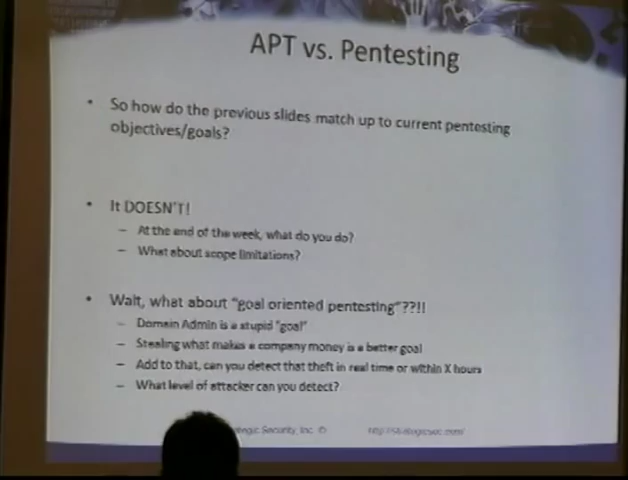 APT vs. Pentesting
• So how do the previous slides match up to current pentesting
objectives/goals?
• It DOESN'T!
– At the end of the week, what do you do?
– What about scope limitations?
• Wait, what about "goal oriented pentesting"??!!
– Domain Admin is a stupid "goal"
– Stealing what makes a company money is a better goal
– Add to that, can you detect that theft in real time or within X hours
– What level of attacker can you detect?
Security, Inc. ©